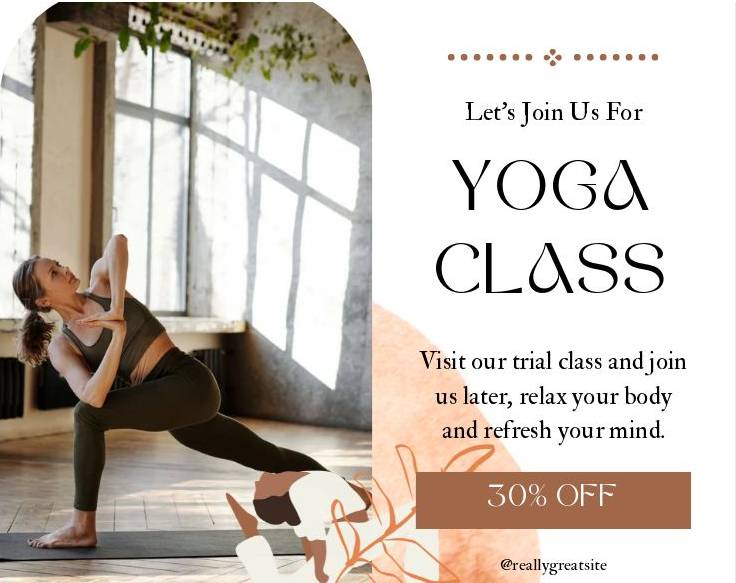 Let's Join Us For
YOGA
CLASS
Visit our trial class and join
us later, relax your body
and refresh your mind.
30% OFF
@reallygreatsite